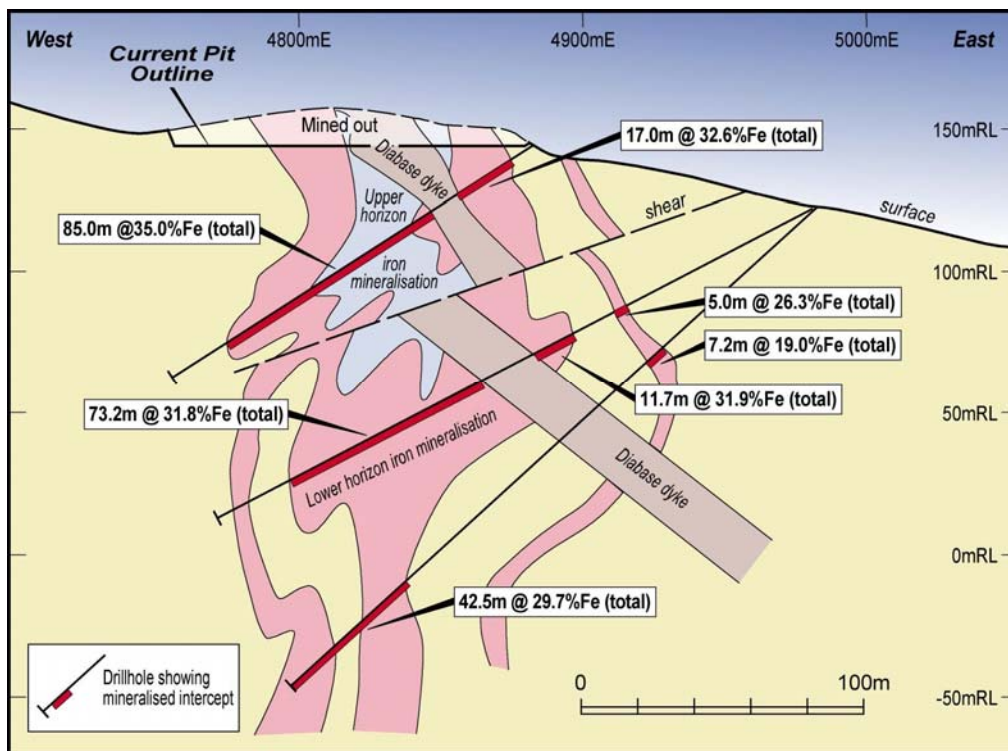 West
4800mE
4900mE
5000mE
East
Current Pit
Outline
Mined out
17.0m @ 32.6%Fe (total)
150mRL
Diabase dyke
Upper
horizon
shear
surface
85.0m @35.0%Fe (total)
iron
mineralisation
100mRL
5.0m @ 26.3%Fe (total)
7.2m @ 19.0%Fe (total)
11.7m @ 31.9%Fe (total)
73.2m @ 31.8%Fe (total)
50mRL
Lower horizon iron mineralisation
Diabase dyke
0mRL
42.5m @ 29.7%Fe (total)
Drillhole showing
mineralised intercept
0 100m
-50mRL